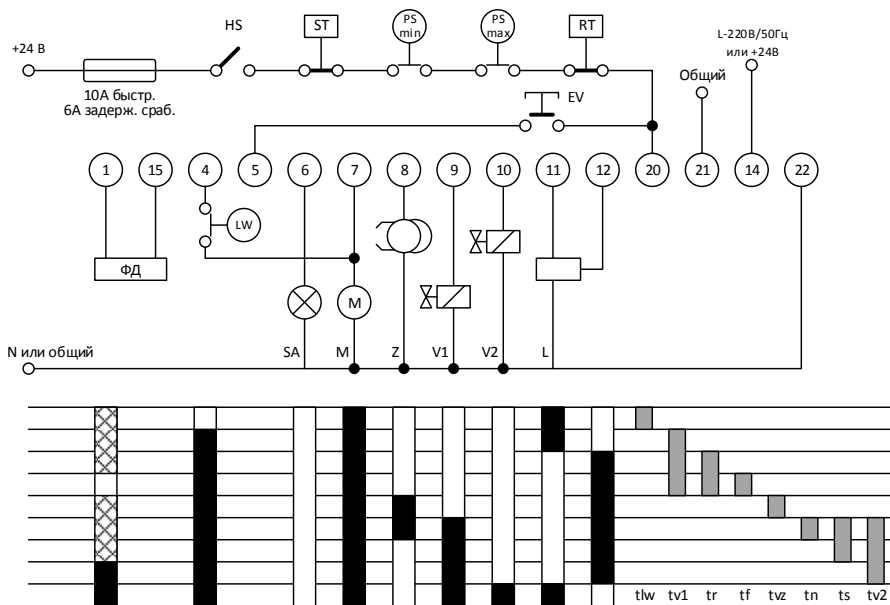 HS
ST
PS
min
PS
max
RT
L-220В/50Гц
или +24В
+24 В
Общий
10А быстр.
6А задерж. сраб.
EV
1
15
4
5
6
7
8
9
10
11
12
20
21
14
22
LW
ФД
M
N или общий
SA
M
Z
V1
V2
L
tlw
tv1
tr
tf
tvz
tn
ts
tv2